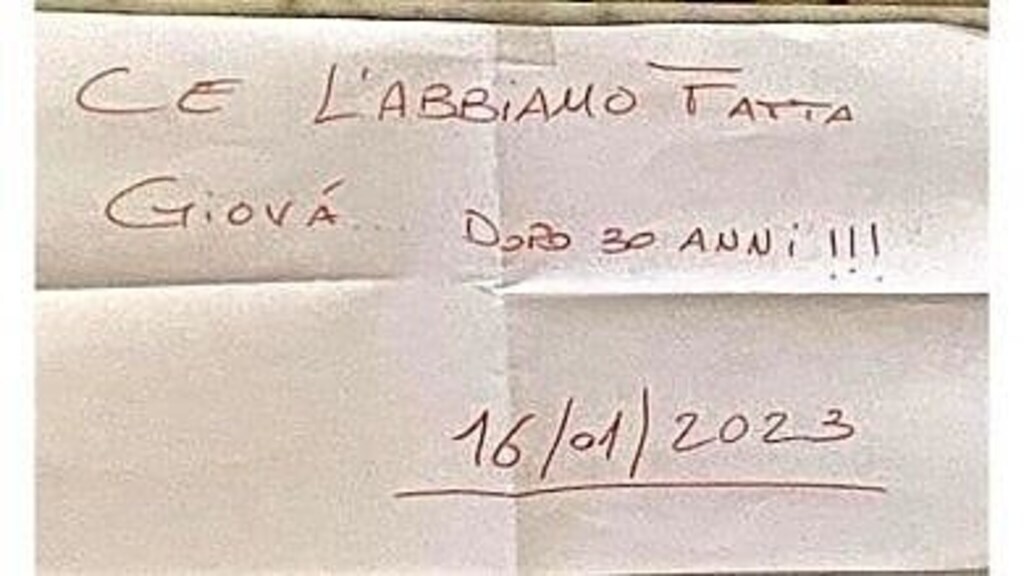 CE L'ABBIAMO FATTA
GIOVÁ... DOPO 30 ANNI!!!
16/01/2023